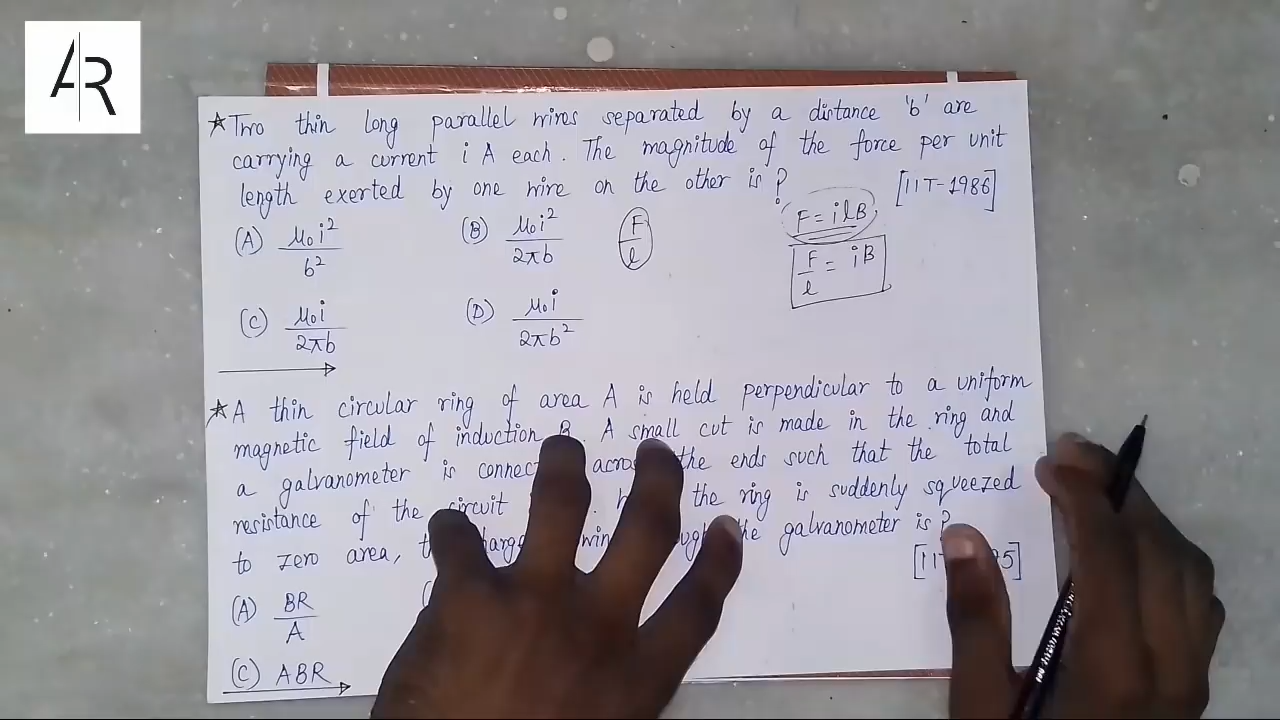 AR
☆ Two thin long parallel wires separated by a distance 'b' are
carrying a current i A each. The magnitude of the force per unit
length exerted by one wire on the other is ? [IIT-1986]
(A) μ₀i²/b² (B) μ₀i²/2πb F/l F = ilB
F/l = iB
(C) μ₀i/2πb (D) μ₀i/2πb²
☆ A thin circular ring of area A is held perpendicular to a uniform
magnetic field of induction B. A small cut is made in the ring and
a galvanometer is the ends such that the total
resistance of the circuit the ring is suddenly squeezed
to zero area, the galvanometer is ?
(A) BR/A
(C) ABR